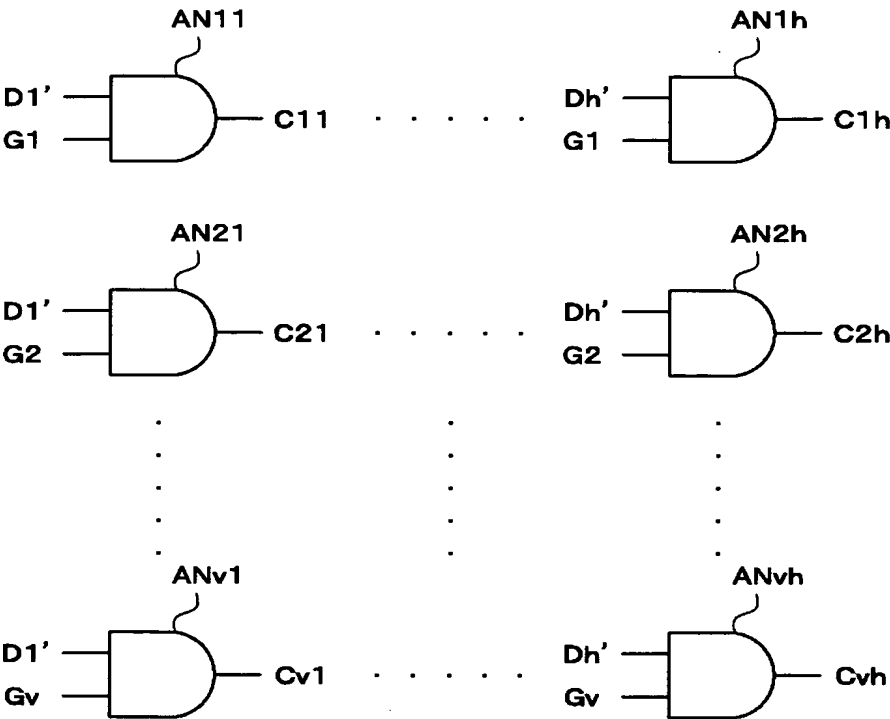 AN11 AN1h
D1' Dh'
C11 C1h
G1 G1
AN21 AN2h
D1' Dh'
C21 C2h
G2 G2
ANv1 ANvh
D1' Dh'
Cv1 Cvh
Gv Gv